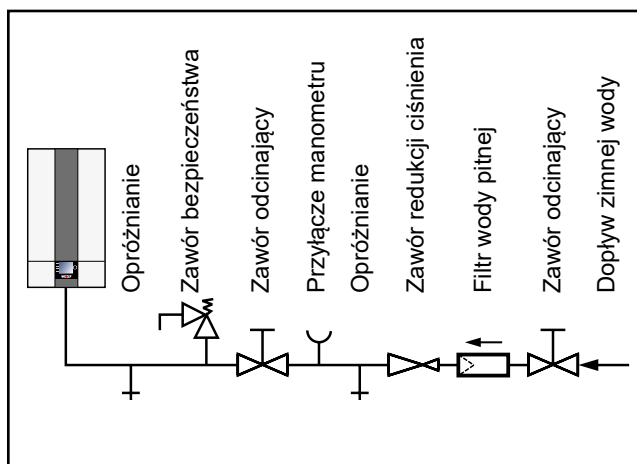 Opróżnianie
Zawór bezpieczeństwa
Zawór odcinający
Przyłącze manometru
Opróżnianie
Zawór redukcji ciśnienia
Filtr wody pitnej
Zawór odcinający
Dopływ zimnej wody